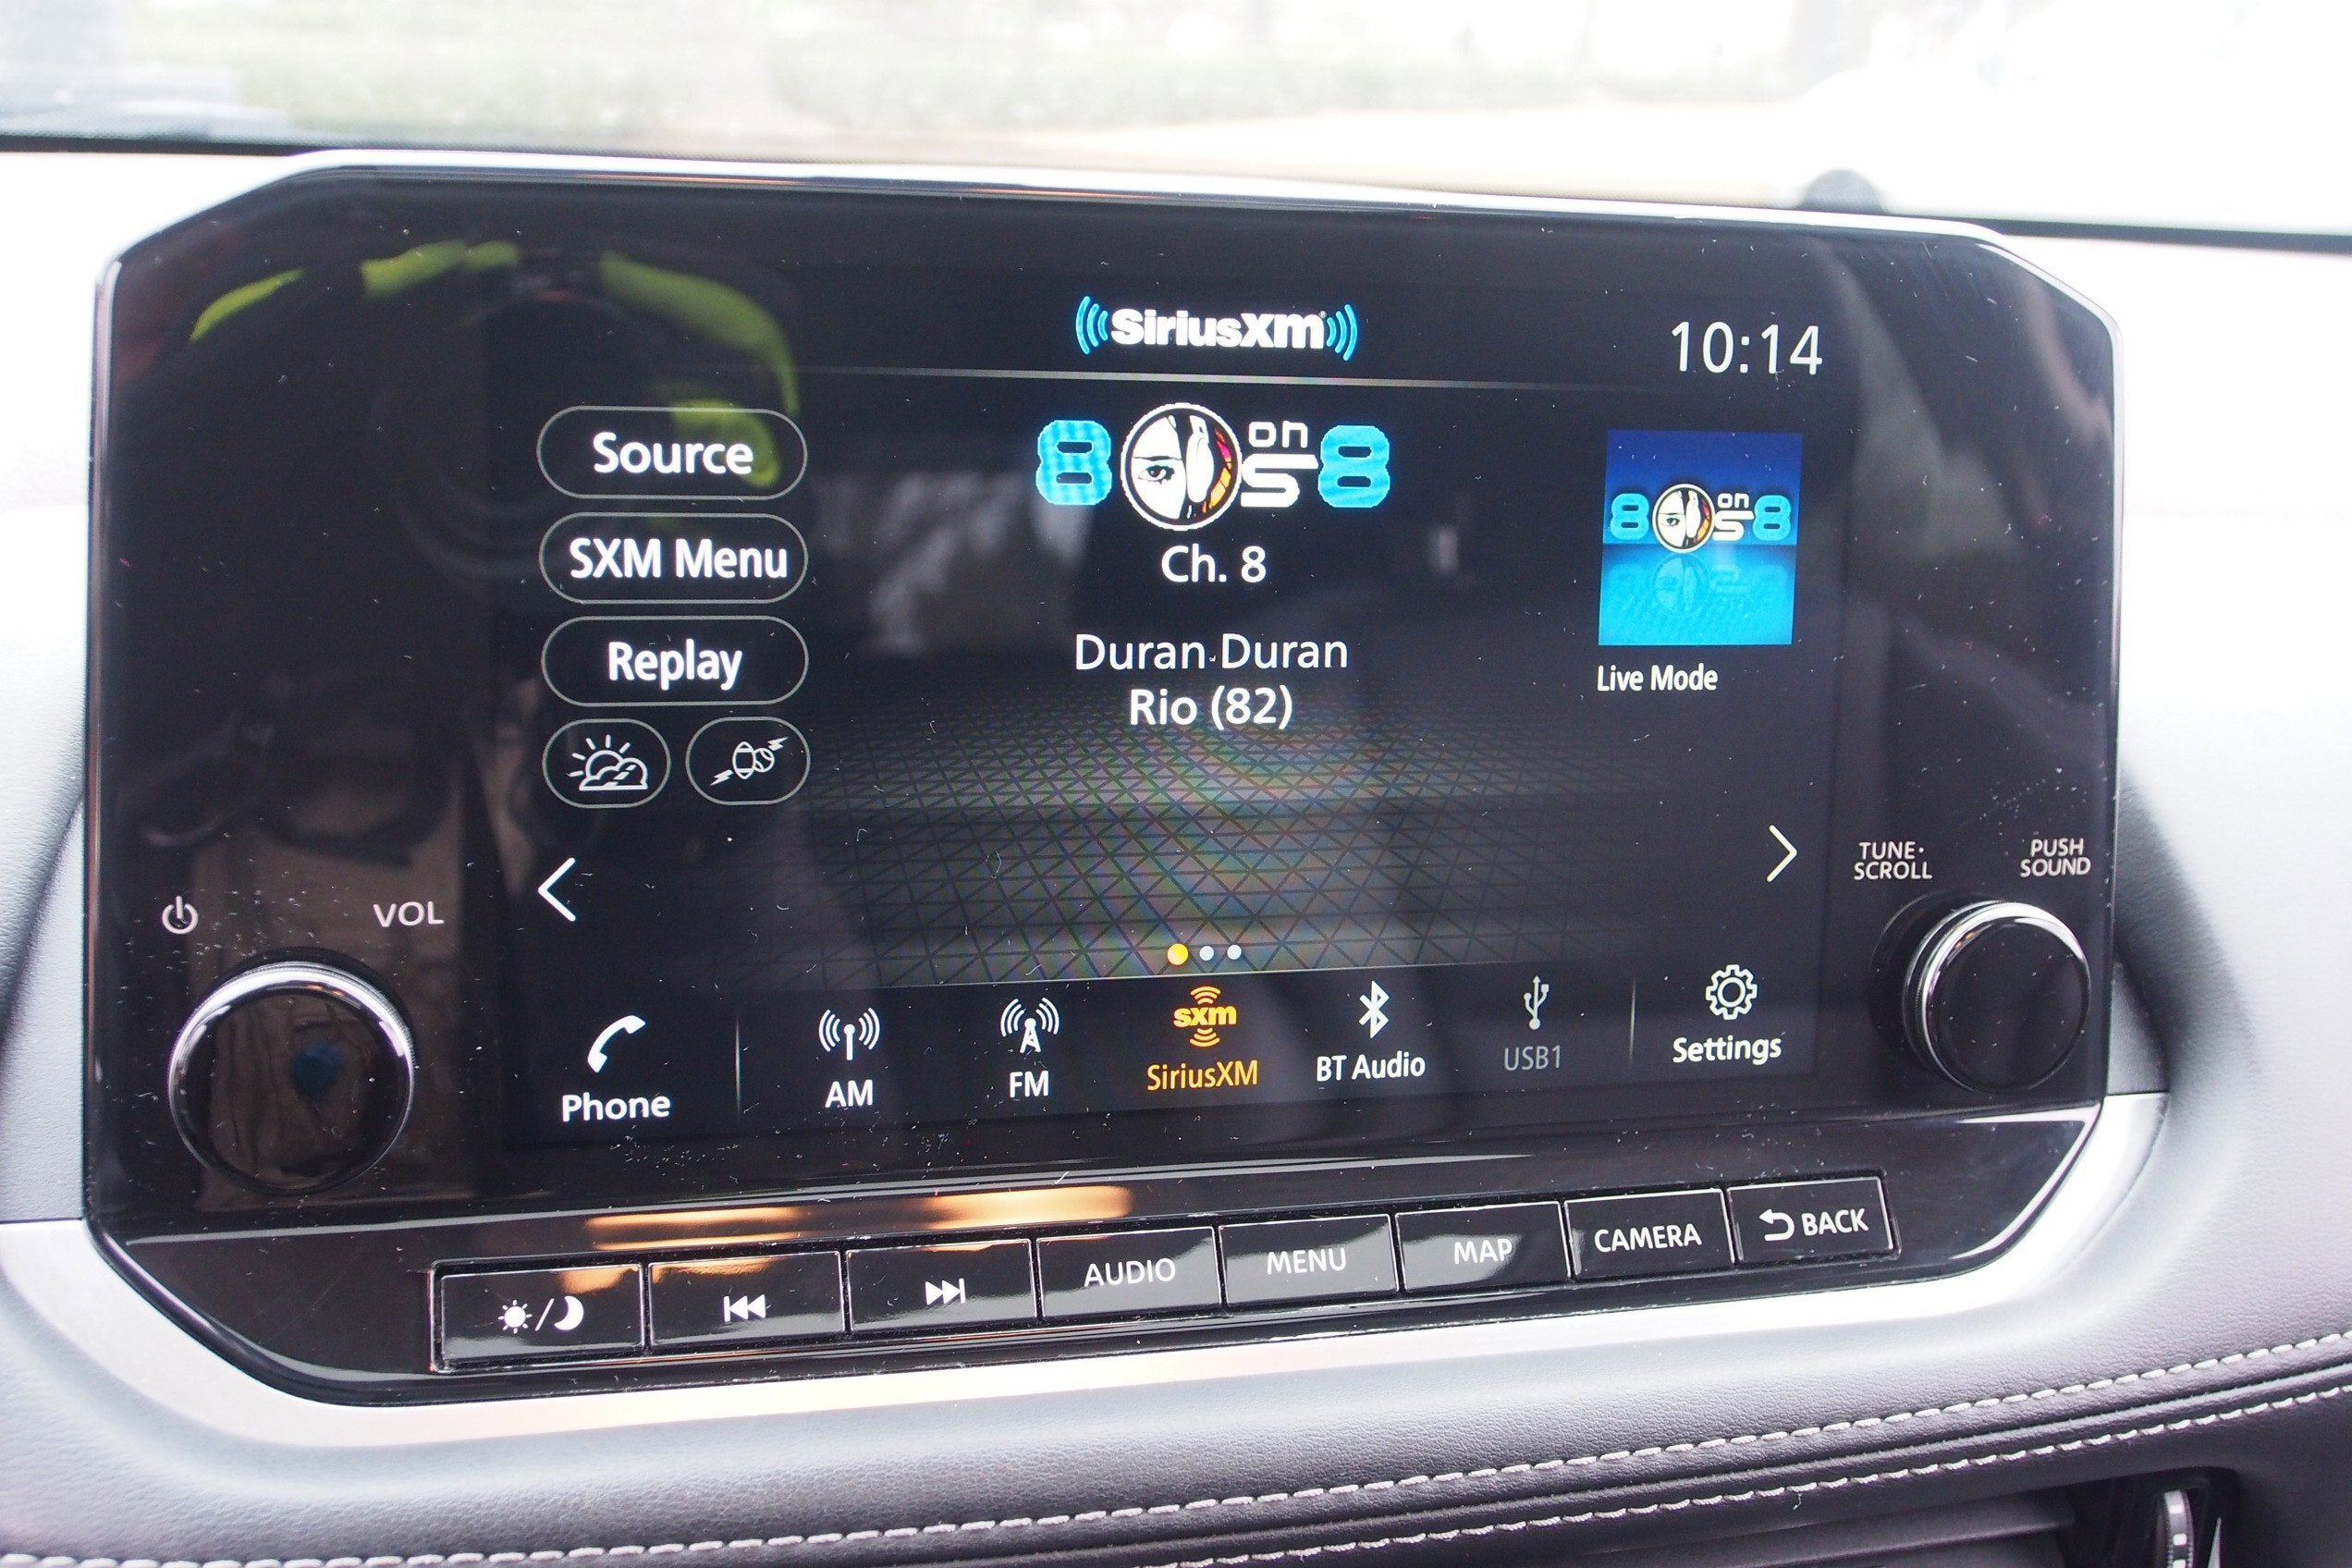 SiriusXM
10:14
Source
SXM Menu
Replay
80s on 8
Ch. 8
Duran Duran
Rio (82)
80s on 8
Live Mode
VOL
TUNE·
SCROLL
PUSH
SOUND
Phone
AM
FM
sxm
SiriusXM
BT Audio
USB1
Settings
AUDIO
MENU
MAP
CAMERA
BACK